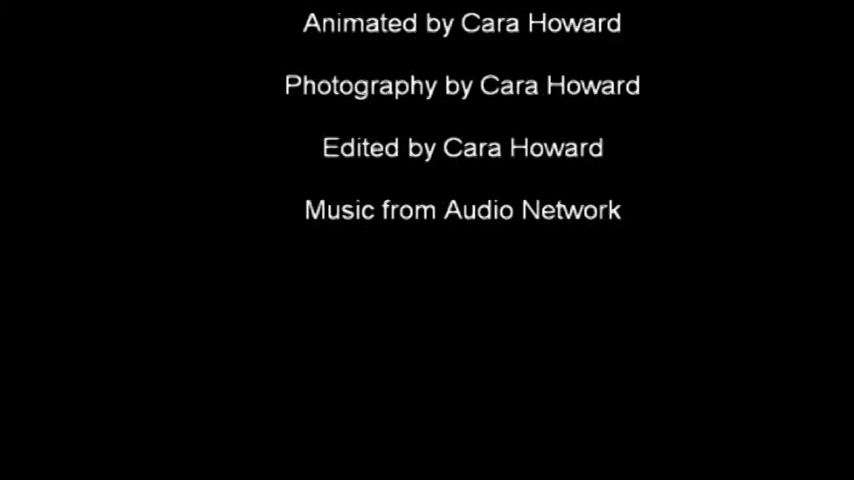 Animated by Cara Howard
Photography by Cara Howard
Edited by Cara Howard
Music from Audio Network